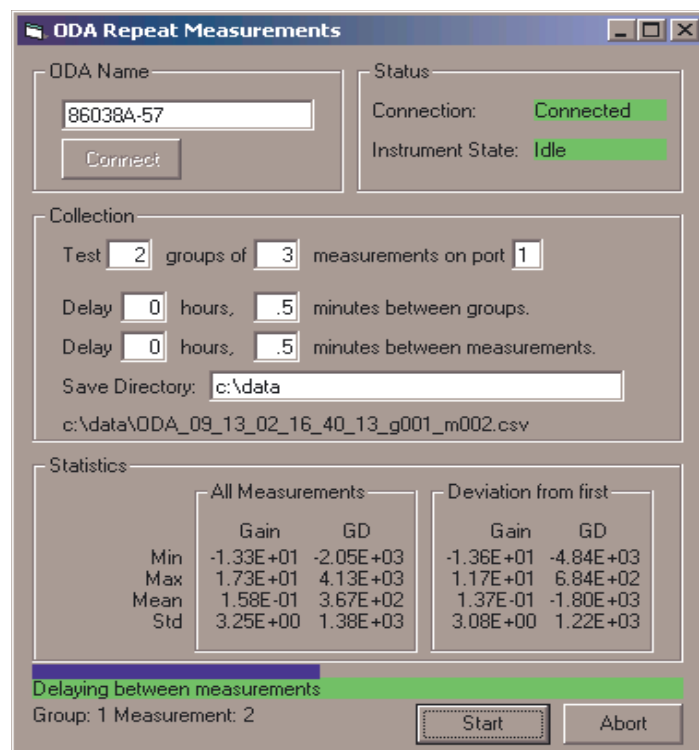 ODA Repeat Measurements
ODA Name
86038A-57
Connect
Status
Connection: Connected
Instrument State: Idle
Collection
Test 2 groups of 3 measurements on port 1
Delay 0 hours, .5 minutes between groups.
Delay 0 hours, .5 minutes between measurements.
Save Directory: c:\data
c:\data\ODA_09_13_02_16_40_13_g001_m002.csv
Statistics
All Measurements Deviation from first
Gain GD Gain GD
Min -1.33E+01 -2.05E+03 -1.36E+01 -4.84E+03
Max 1.73E+01 4.13E+03 1.17E+01 6.84E+02
Mean 1.58E-01 3.67E+02 1.37E-01 -1.80E+03
Std 3.25E+00 1.38E+03 3.08E+00 1.22E+03
Delaying between measurements
Group: 1 Measurement: 2
Start Abort